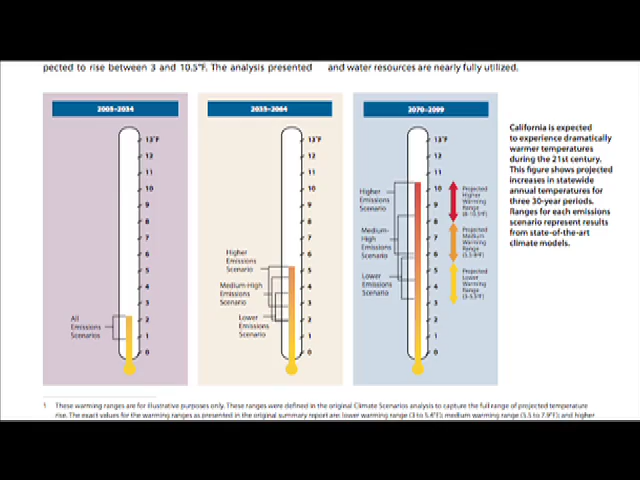 pected to rise between 3 and 10.5°F. The analysis presented
and water resources are nearly fully utilized.
2005–2034
13°F
12
11
10
9
8
7
6
5
4
3
2
1
0
All
Emissions
Scenarios
2035–2064
13°F
12
11
10
9
8
7
6
5
4
3
2
1
0
Higher
Emissions
Scenario
Medium-High
Emissions
Scenario
Lower
Emissions
Scenario
2070–2099
13°F
12
11
10
9
8
7
6
5
4
3
2
1
0
Higher
Emissions
Scenario
Medium-
High
Emissions
Scenario
Lower
Emissions
Scenario
Projected
Higher
Warming
Range
(8-10.5°F)
Projected
Medium
Warming
Range
(5.5-8°F)
Projected
Lower
Warming
Range
(3-5.5°F)
California is expected
to experience dramatically
warmer temperatures
during the 21st century.
This figure shows projected
increases in statewide
annual temperatures for
three 30-year periods.
Ranges for each emissions
scenario represent results
from state-of-the-art
climate models.
1 These warming ranges are for illustrative purposes only. These ranges were defined in the original Climate Scenarios analysis to capture the full range of projected temperature
rise. The exact values for the warming ranges as presented in the original summary report are: lower warming range (3 to 5.4°F); medium warming range (5.5 to 7.9°F); and higher